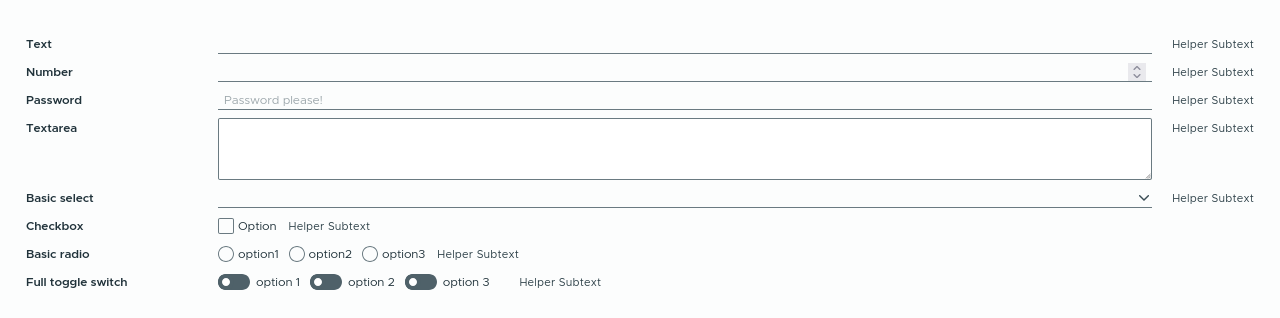 Text Helper Subtext
Number Helper Subtext
Password Password please! Helper Subtext
Textarea Helper Subtext
Basic select Helper Subtext
Checkbox Option Helper Subtext
Basic radio option1 option2 option3 Helper Subtext
Full toggle switch option 1 option 2 option 3 Helper Subtext